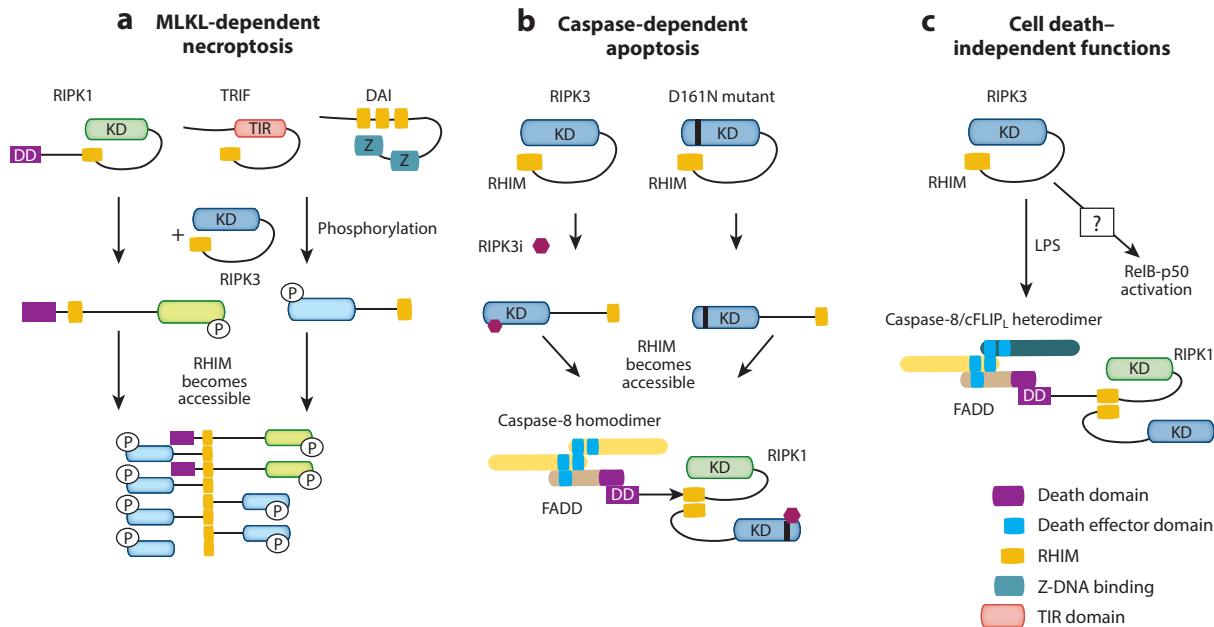 a MLKL-dependent
necroptosis
RIPK1
TRIF
DAI
KD
TIR
DD
Z
Z
+
KD
Phosphorylation
RIPK3
P
P
RHIM
becomes
accessible
P
P
P
P
P
P
P
P
b Caspase-dependent
apoptosis
RIPK3
D161N mutant
KD
KD
RHIM
RHIM
RIPK3i
KD
KD
RHIM
becomes
accessible
Caspase-8 homodimer
RIPK1
KD
DD
FADD
KD
c Cell death–
independent functions
RIPK3
KD
RHIM
?
LPS
RelB-p50
activation
Caspase-8/cFLIPL heterodimer
RIPK1
KD
DD
FADD
KD
Death domain
Death effector domain
RHIM
Z-DNA binding
TIR domain